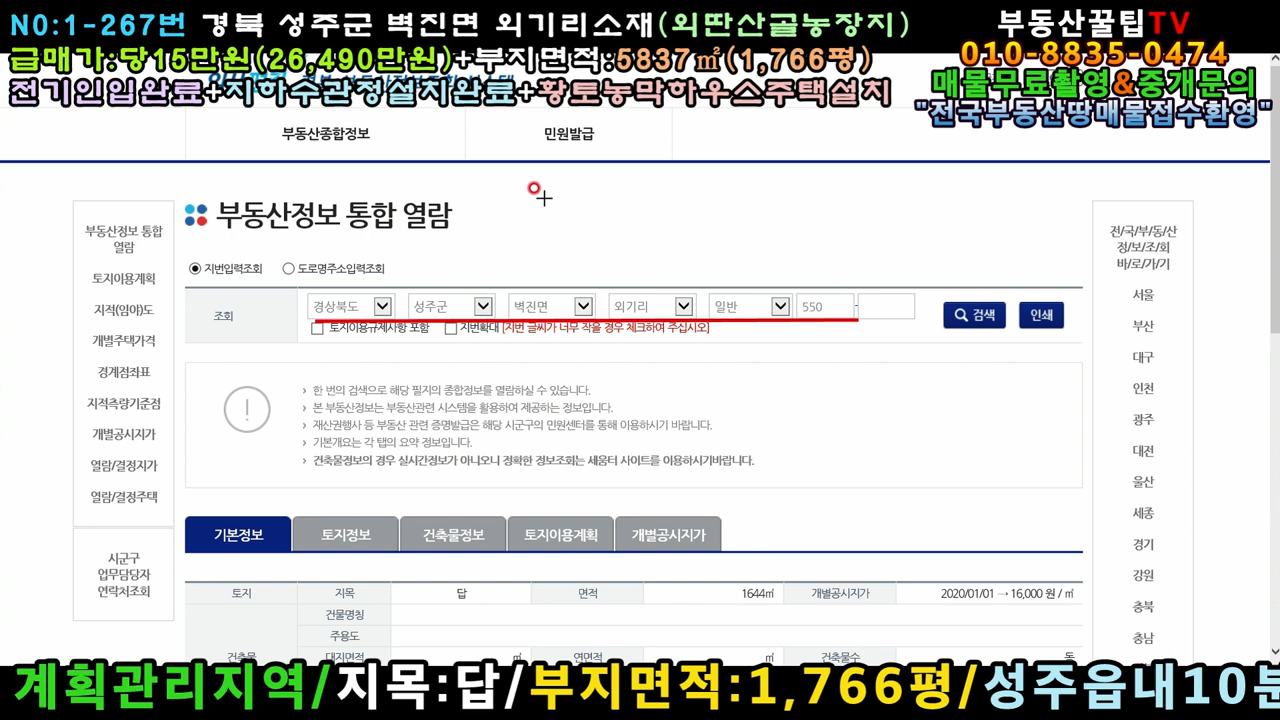 NO:1-267번 경북 성주군 벽진면 외기리소재(외딴산골농장지)
급매가:당15만원(26,490만원)+부지면적:5837㎡(1,766평)
전기인입완료+지하수관정설치완료+황토농막하우스주택설치
부동산꿀팁TV
010-8835-0474
매물무료촬영&중개문의
"전국부동산땅매물접수환영"
부동산종합정보 민원발급
부동산정보 통합 열람
토지이용계획
지적(임야)도
개별주택가격
경계점좌표
지적측량기준점
개별공시지가
열람/결정지가
열람/결정주택
시군구
업무담당자
연락처조회
부동산정보 통합 열람
지번입력조회 도로명주소입력조회
조회 경상북도 성주군 벽진면 외기리 일반 550 - 검색 인쇄
토지이용규제사항 포함 지번확대 [지번 글씨가 너무 작을 경우 체크하여 주십시오]
› 한 번의 검색으로 해당 필지의 종합정보를 열람하실 수 있습니다.
› 본 부동산정보는 부동산관련 시스템을 활용하여 제공하는 정보입니다.
› 재산권행사 등 부동산 관련 증명발급은 해당 시군구의 민원센터를 통해 이용하시기 바랍니다.
› 기본개요는 각 탭의 요약 정보입니다.
› 건축물정보의 경우 실시간정보가 아니오니 정확한 정보조회는 세움터 사이트를 이용하시기바랍니다.
기본정보 토지정보 건축물정보 토지이용계획 개별공시지가
토지 지목 답 면적 1644㎡ 개별공시지가 2020/01/01 → 16,000 원 / ㎡
건물명칭
주용도
건축물 대지면적 ㎡ 연면적 ㎡ 건축물수 동
전/국/부/동/산
정/보/조/회
바/로/가/기
서울
부산
대구
인천
광주
대전
울산
세종
경기
강원
충북
충남
계획관리지역/지목:답/부지면적:1,766평/성주읍내10분